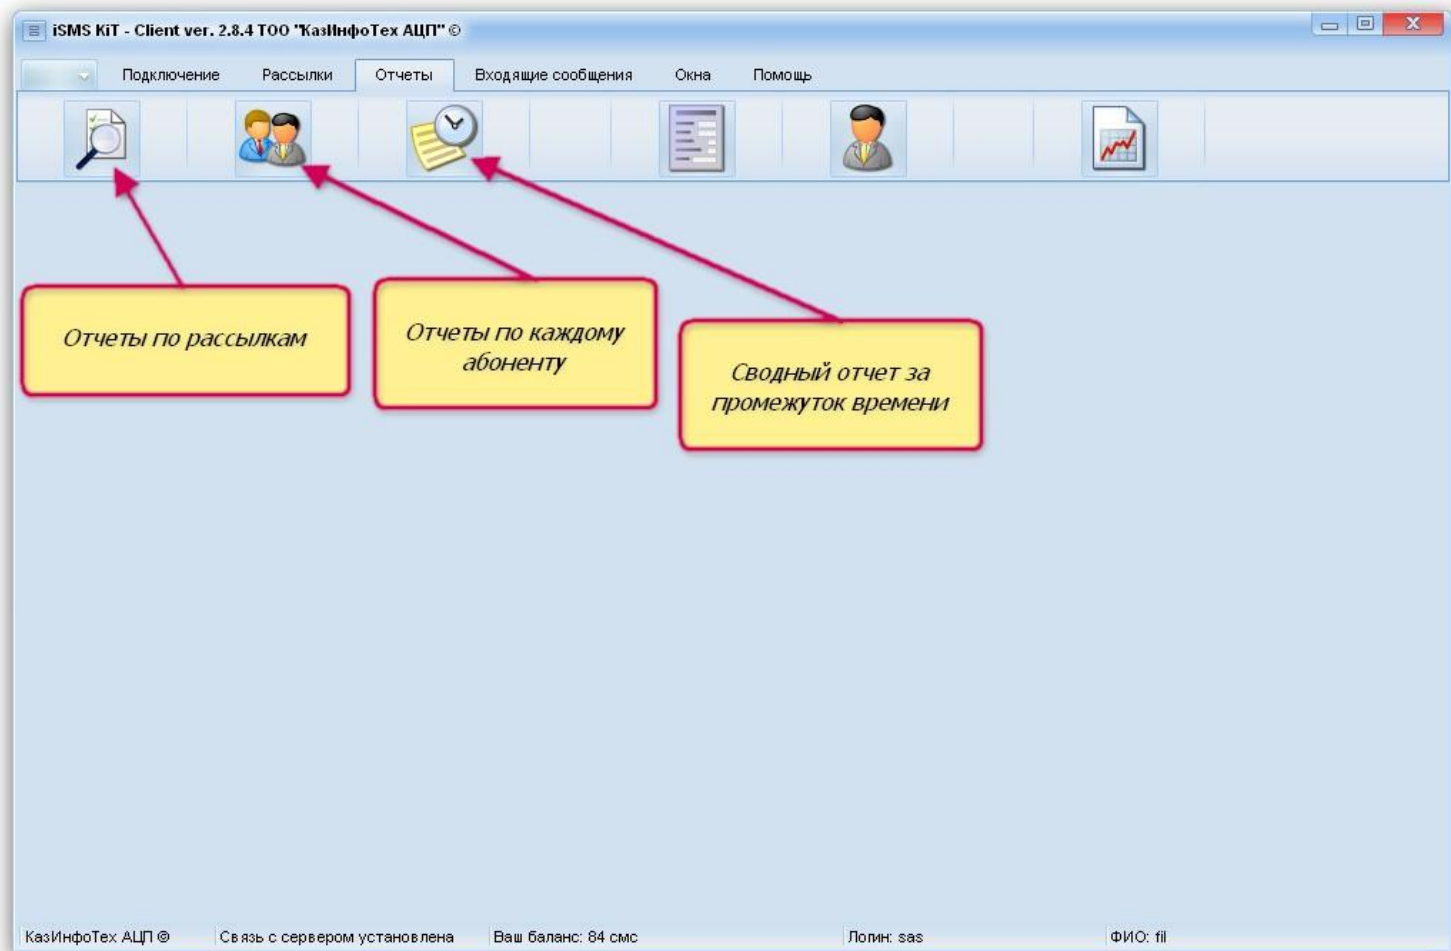 iSMS KiT - Client ver. 2.8.4 ТОО "КазИнфоТех АЦП" ©
Подключение Рассылки Отчеты Входящие сообщения Окна Помощь
Отчеты по рассылкам
Отчеты по каждому
абоненту
Сводный отчет за
промежуток времени
КазИнфоТех АЦП © Связь с сервером установлена Ваш баланс: 84 смс Логин: sas ФИО: fil